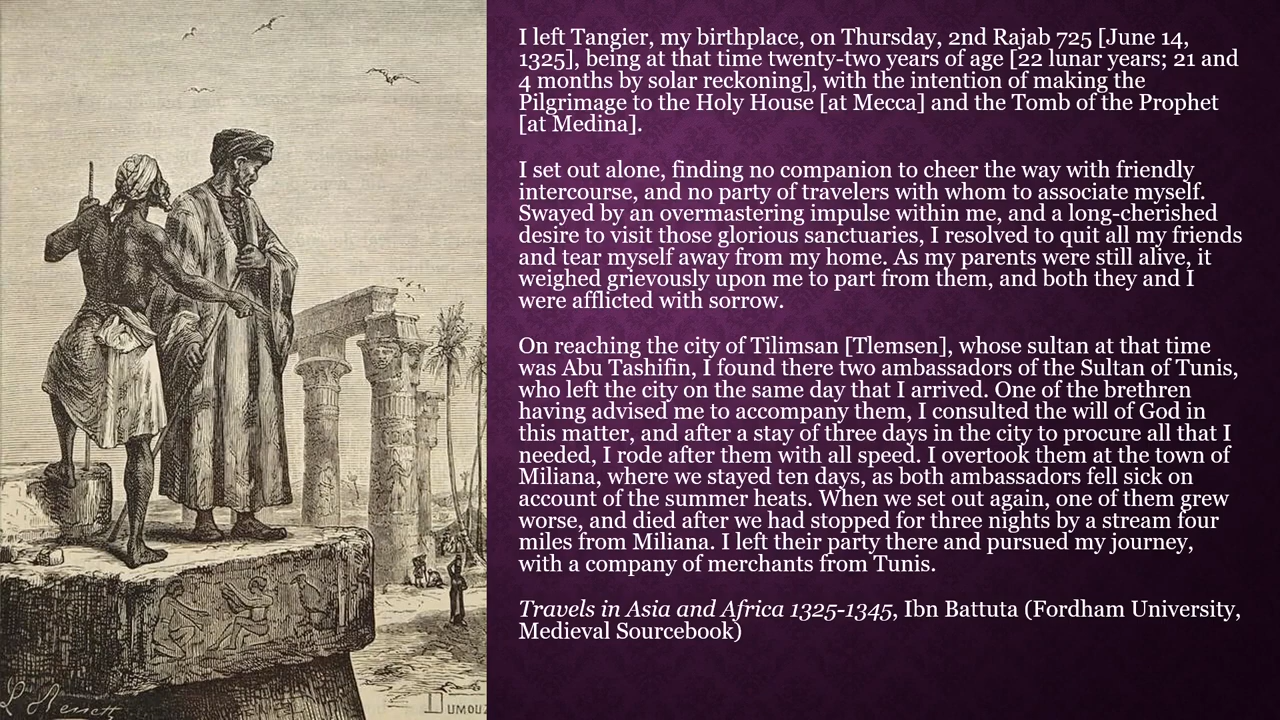 I left Tangier, my birthplace, on Thursday, 2nd Rajab 725 [June 14,
1325], being at that time twenty-two years of age [22 lunar years; 21 and
4 months by solar reckoning], with the intention of making the
Pilgrimage to the Holy House [at Mecca] and the Tomb of the Prophet
[at Medina].
I set out alone, finding no companion to cheer the way with friendly
intercourse, and no party of travelers with whom to associate myself.
Swayed by an overmastering impulse within me, and a long-cherished
desire to visit those glorious sanctuaries, I resolved to quit all my friends
and tear myself away from my home. As my parents were still alive, it
weighed grievously upon me to part from them, and both they and I
were afflicted with sorrow.
On reaching the city of Tilimsan [Tlemsen], whose sultan at that time
was Abu Tashifin, I found there two ambassadors of the Sultan of Tunis,
who left the city on the same day that I arrived. One of the brethren
having advised me to accompany them, I consulted the will of God in
this matter, and after a stay of three days in the city to procure all that I
needed, I rode after them with all speed. I overtook them at the town of
Miliana, where we stayed ten days, as both ambassadors fell sick on
account of the summer heats. When we set out again, one of them grew
worse, and died after we had stopped for three nights by a stream four
miles from Miliana. I left their party there and pursued my journey,
with a company of merchants from Tunis.
Travels in Asia and Africa 1325-1345, Ibn Battuta (Fordham University,
Medieval Sourcebook)